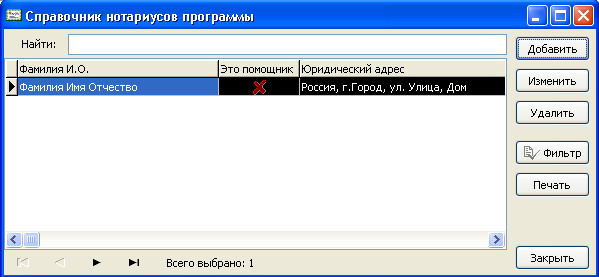 Справочник нотариусов программы
Найти:
Добавить
Фамилия И.О. Это помощник Юридический адрес
Фамилия Имя Отчество Россия, г.Город, ул. Улица, Дом
Изменить
Удалить
Фильтр
Печать
Всего выбрано: 1
Закрыть